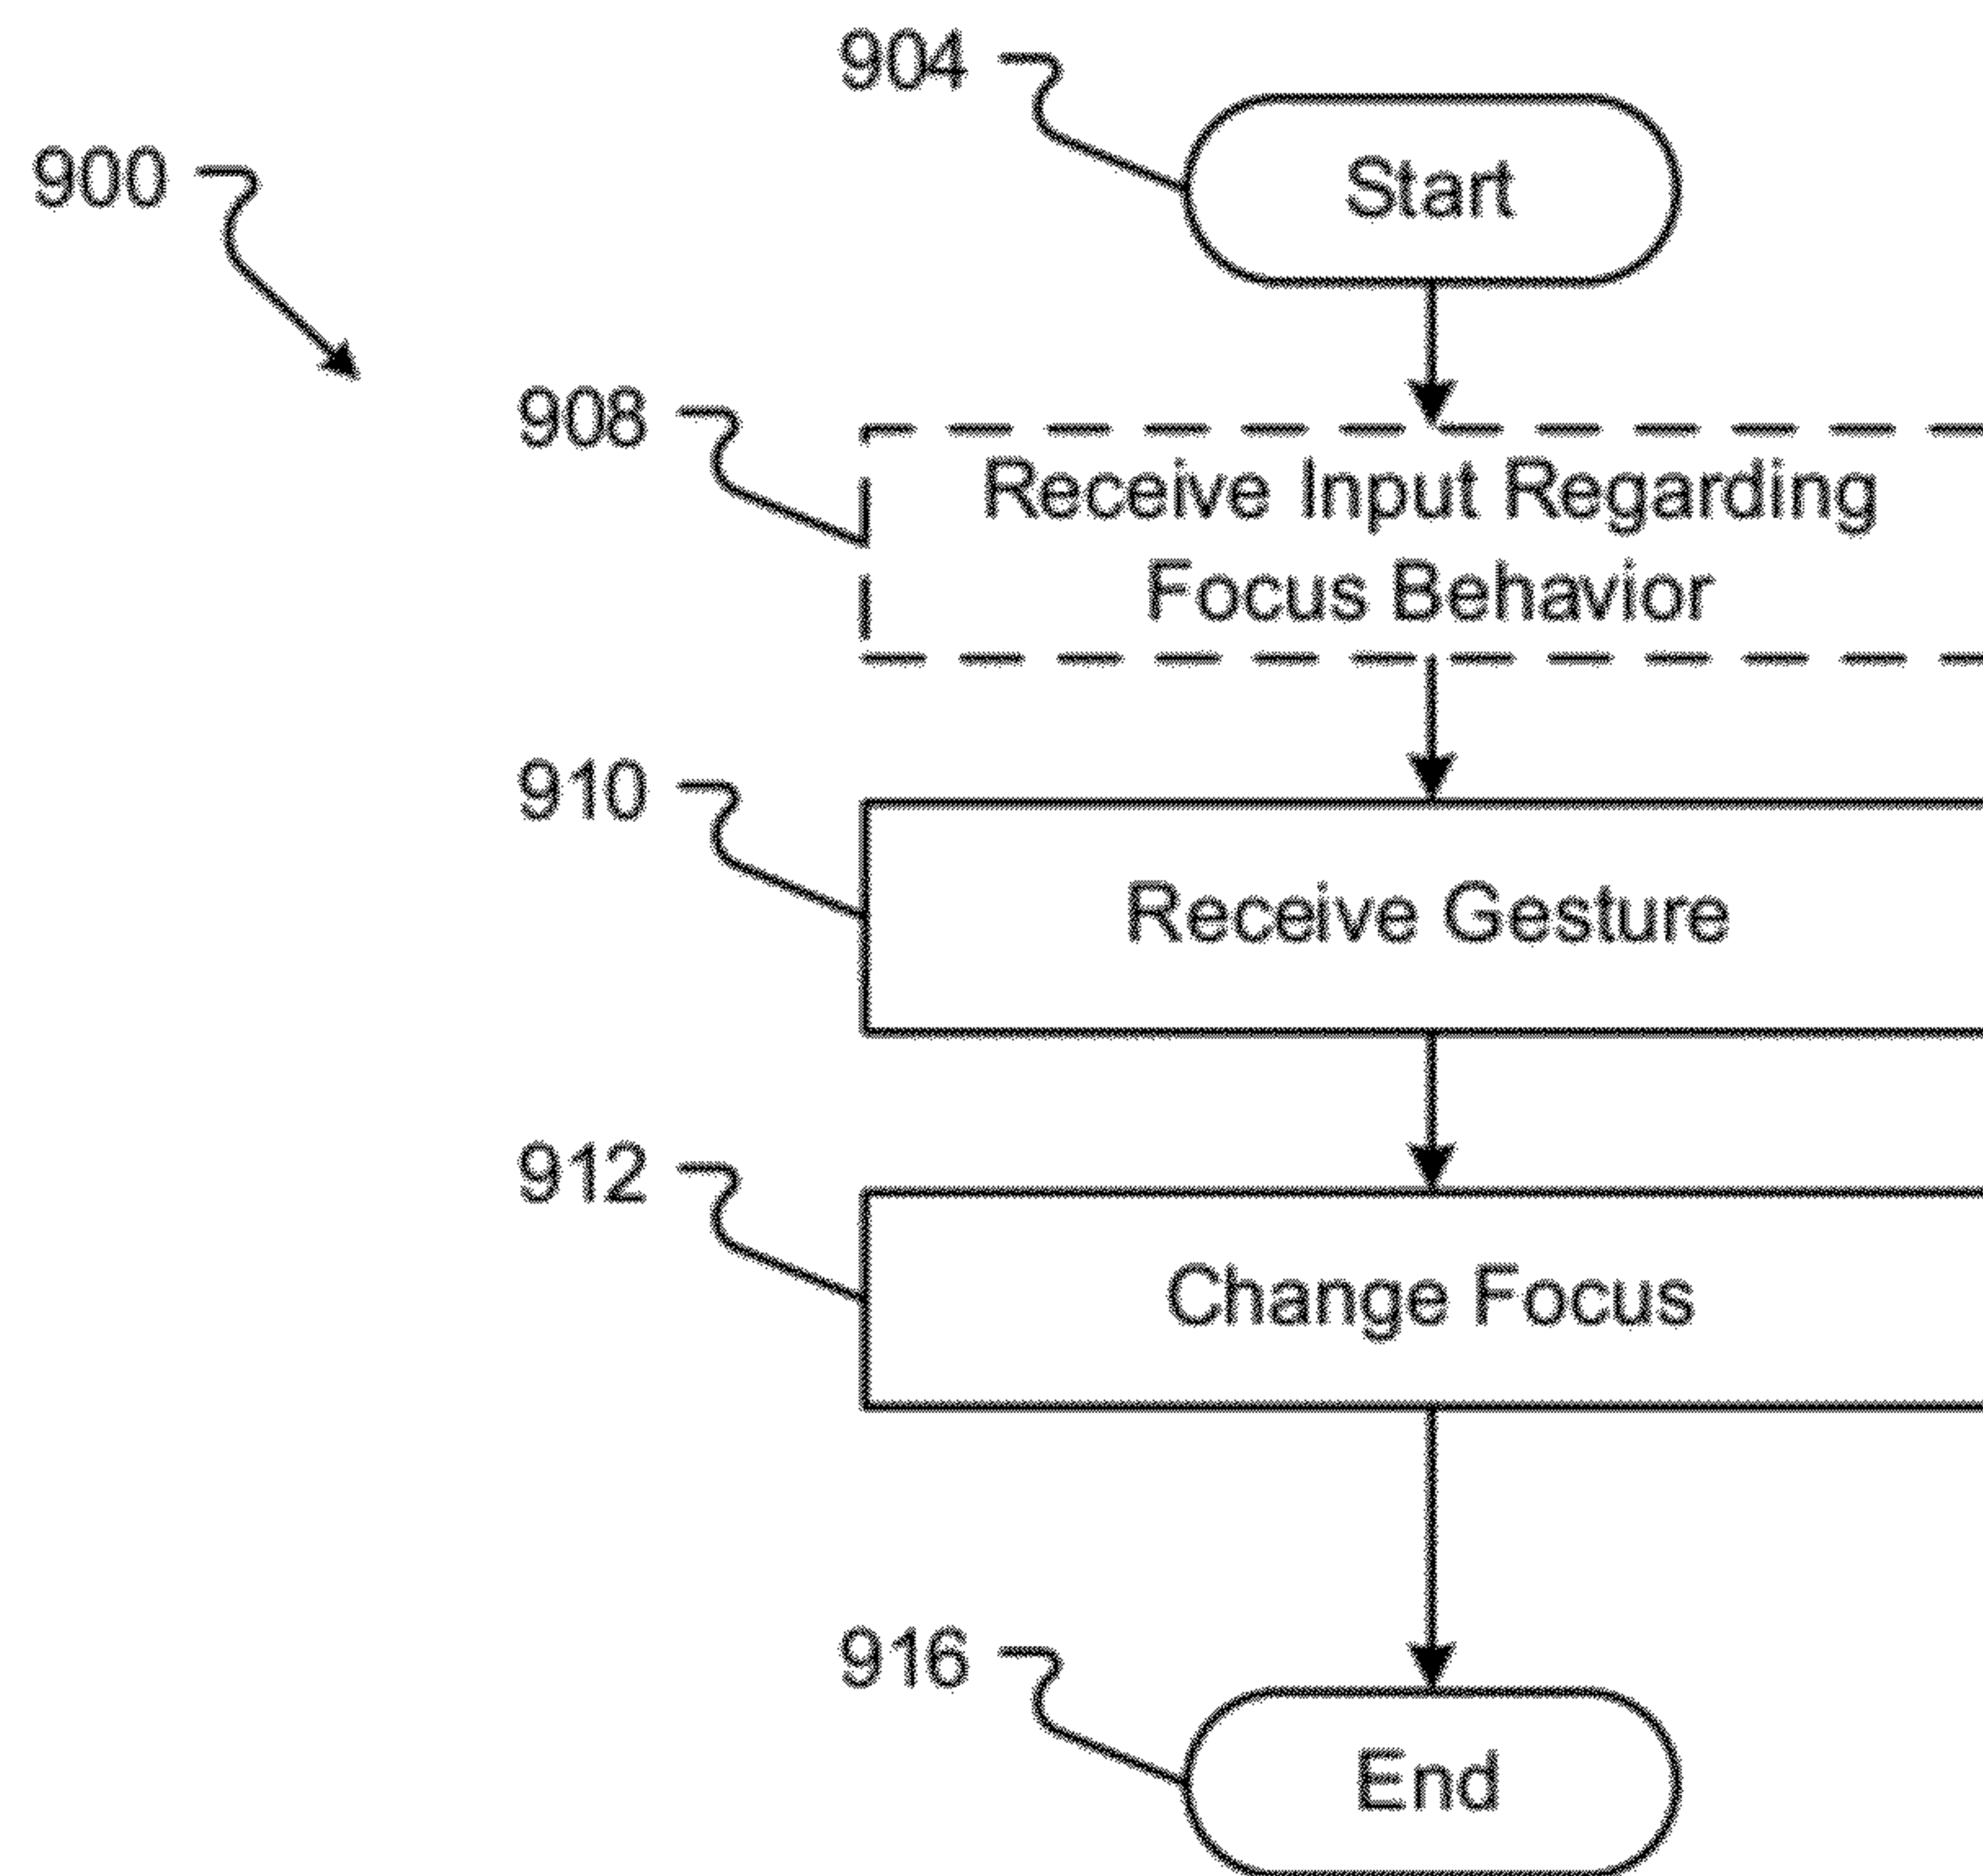 904
Start
900
908
Receive Input Regarding
Focus Behavior
910
Receive Gesture
912
Change Focus
916
End